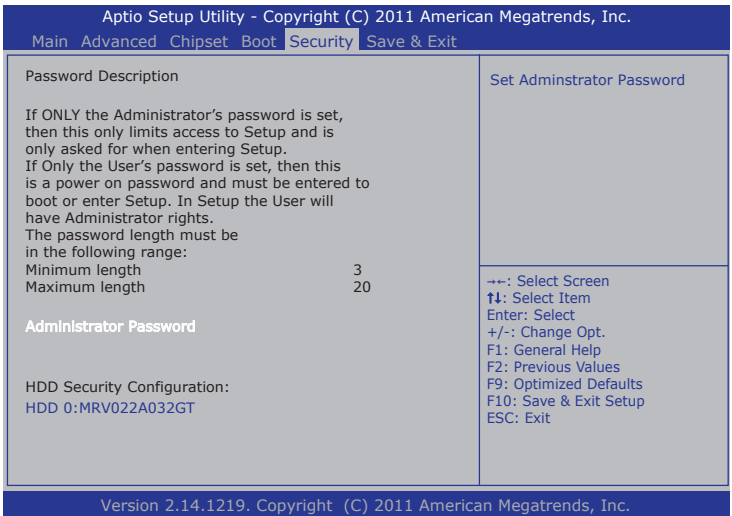 Aptio Setup Utility - Copyright (C) 2011 American Megatrends, Inc.
Main Advanced Chipset Boot Security Save & Exit
Password Description
If ONLY the Administrator's password is set,
then this only limits access to Setup and is
only asked for when entering Setup.
If Only the User's password is set, then this
is a power on password and must be entered to
boot or enter Setup. In Setup the User will
have Administrator rights.
The password length must be
in the following range:
Minimum length 3
Maximum length 20
Administrator Password
HDD Security Configuration:
HDD 0:MRV022A032GT
Set Adminstrator Password
→←: Select Screen
↑↓: Select Item
Enter: Select
+/-: Change Opt.
F1: General Help
F2: Previous Values
F9: Optimized Defaults
F10: Save & Exit Setup
ESC: Exit
Version 2.14.1219. Copyright (C) 2011 American Megatrends, Inc.